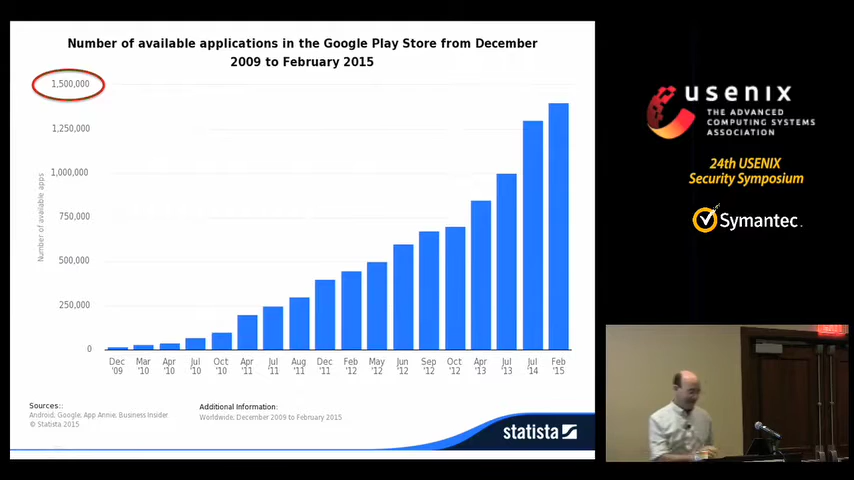 Number of available applications in the Google Play Store from December
2009 to February 2015
1,500,000
1,250,000
1,000,000
750,000
500,000
250,000
0
Number of available apps
Dec '09
Mar '10
Apr '10
Jul '10
Oct '10
Apr '11
Jul '11
Aug '11
Dec '11
Feb '12
May '12
Jun '12
Sep '12
Oct '12
Apr '13
Jul '13
Jul '14
Feb '15
Sources::
Android; Google; App Annie; Business Insider
© Statista 2015
Additional Information:
Worldwide; December 2009 to February 2015
statista
usenix
THE ADVANCED
COMPUTING SYSTEMS
ASSOCIATION
24th USENIX
Security Symposium
Symantec.